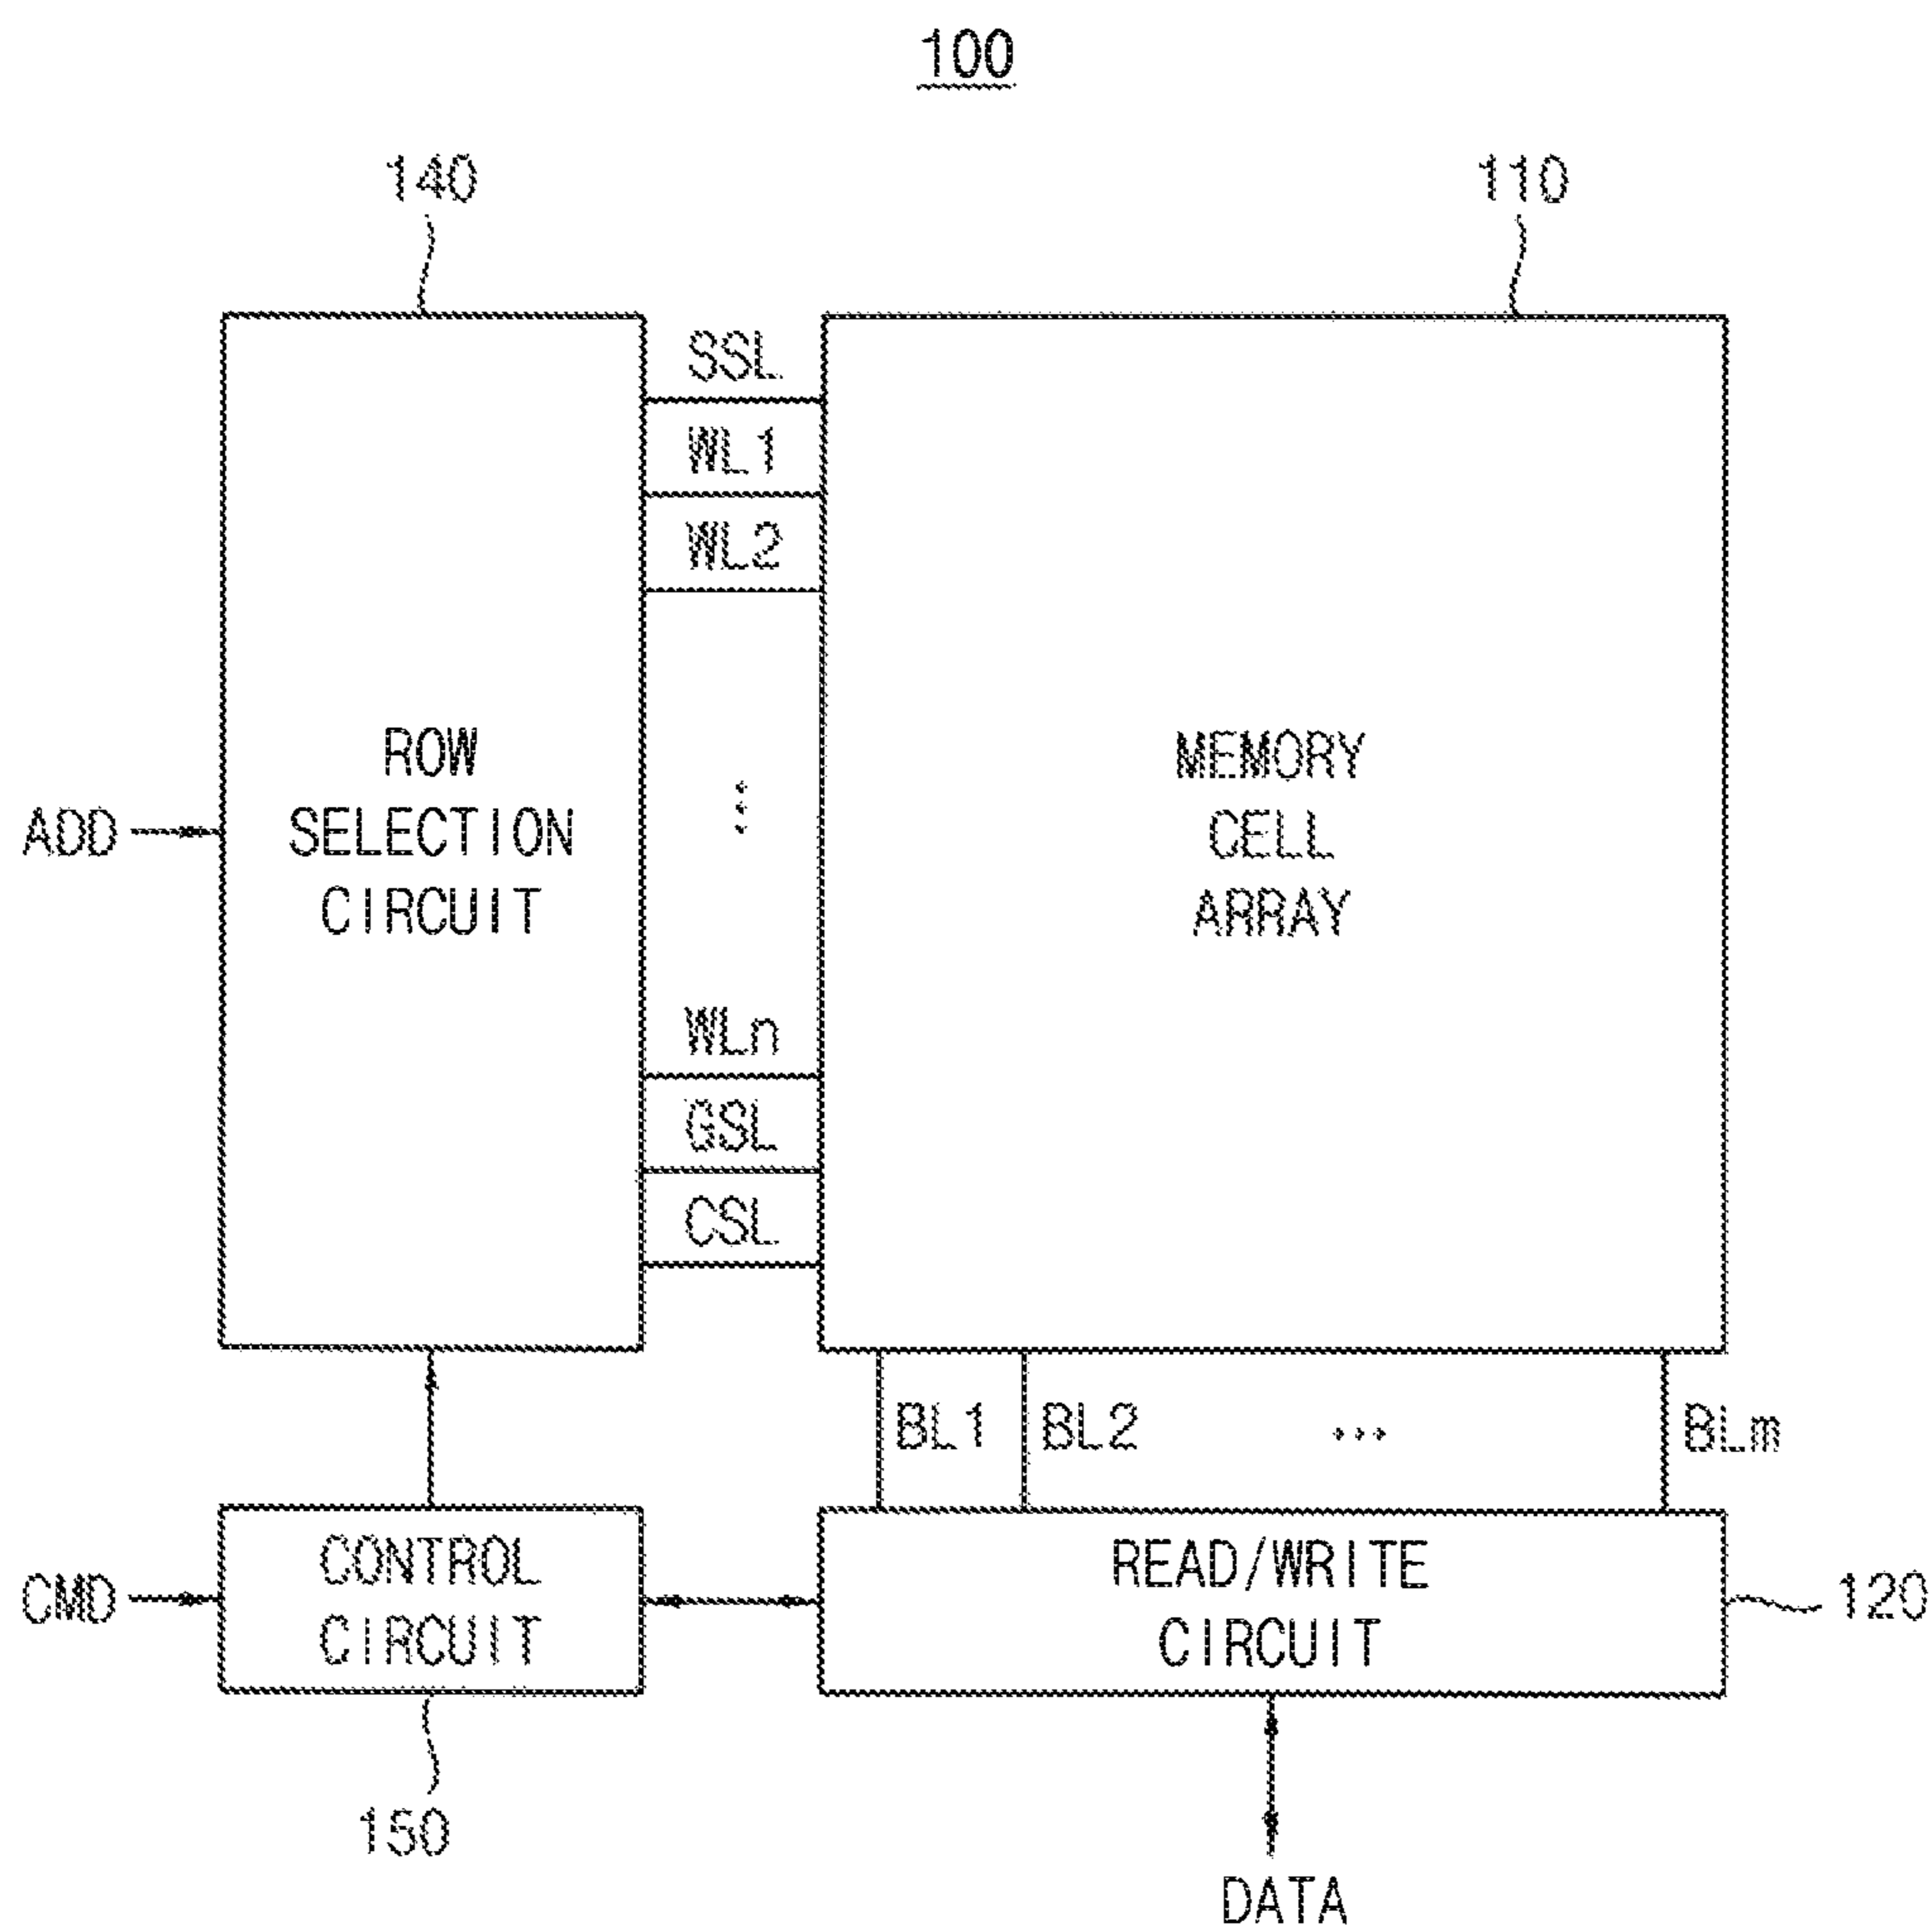 100
140
110
SSL
WL1
WL2
ROW
SELECTION
CIRCUIT
⋮
MEMORY
CELL
ARRAY
ADD
WLn
GSL
CSL
BL1
BL2
...
BLm
CMD
CONTROL
CIRCUIT
READ/WRITE
CIRCUIT
120
150
DATA